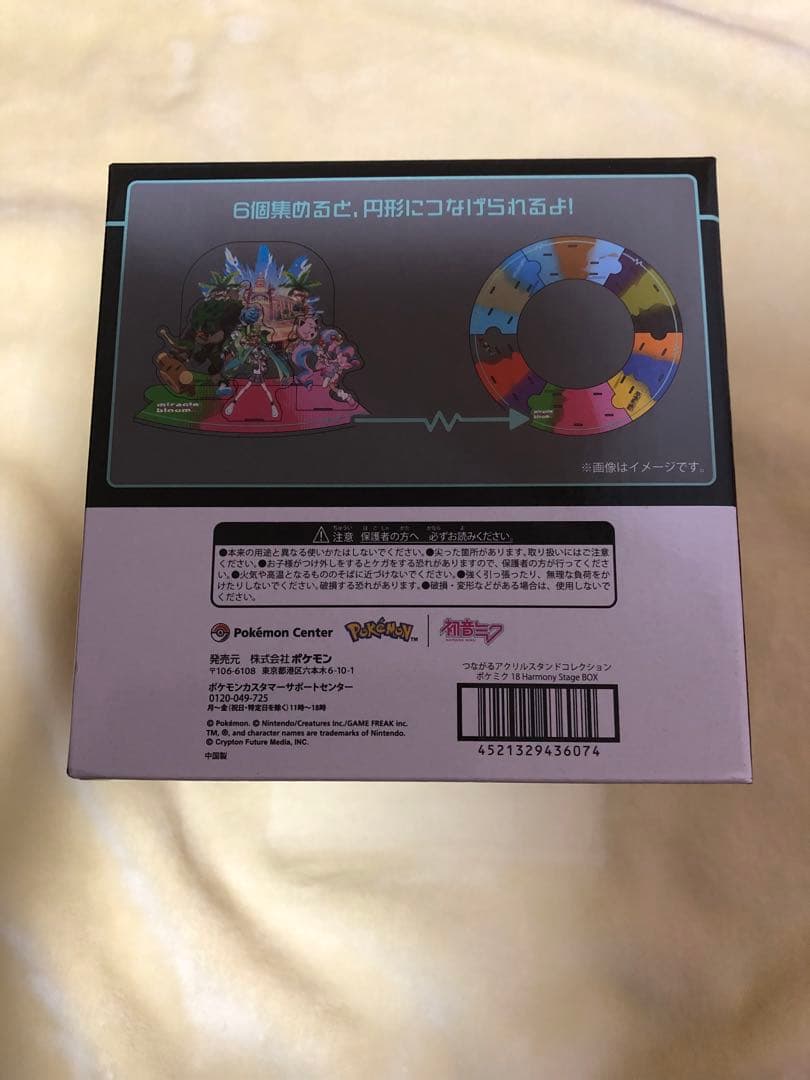 6個集めると、円形につなげられるよ!
miracle
bloom
miracle
bloom
※画像はイメージです。
注意 保護者の方へ 必ずお読みください。
●本来の用途と異なる使いかたはしないでください。●尖った箇所があります。取り扱いにはご注意
ください。●お子様がつけ外しをするとケガをする恐れがありますので、保護者の方が行ってくださ
い。●火気や高温となるもののそばに近づけないでください。●強く引っ張ったり、無理な負荷をか
けたりしないでください。破損する恐れがあります。●破損・変形などがある場合は、使用しないで
ください。
Pokémon Center POKéMON™ 初音ミク
発売元 株式会社ポケモン
〒106-6108 東京都港区六本木6-10-1
ポケモンカスタマーサポートセンター
0120-049-725
月〜金(祝日・特定日を除く)11時〜18時
© Pokémon. © Nintendo/Creatures Inc./GAME FREAK inc.
TM, ®, and character names are trademarks of Nintendo.
© Crypton Future Media, INC.
中国製
つながるアクリルスタンドコレクション
ポケミク 18 Harmony Stage BOX
4521329436074